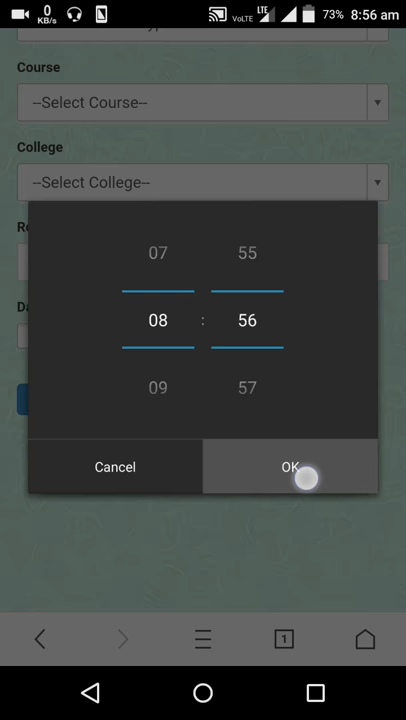 0
KB/s
VoLTE
LTE
73%
8:56 am
Course
--Select Course--
College
--Select College--
07
55
08
:
56
09
57
Cancel
OK
1